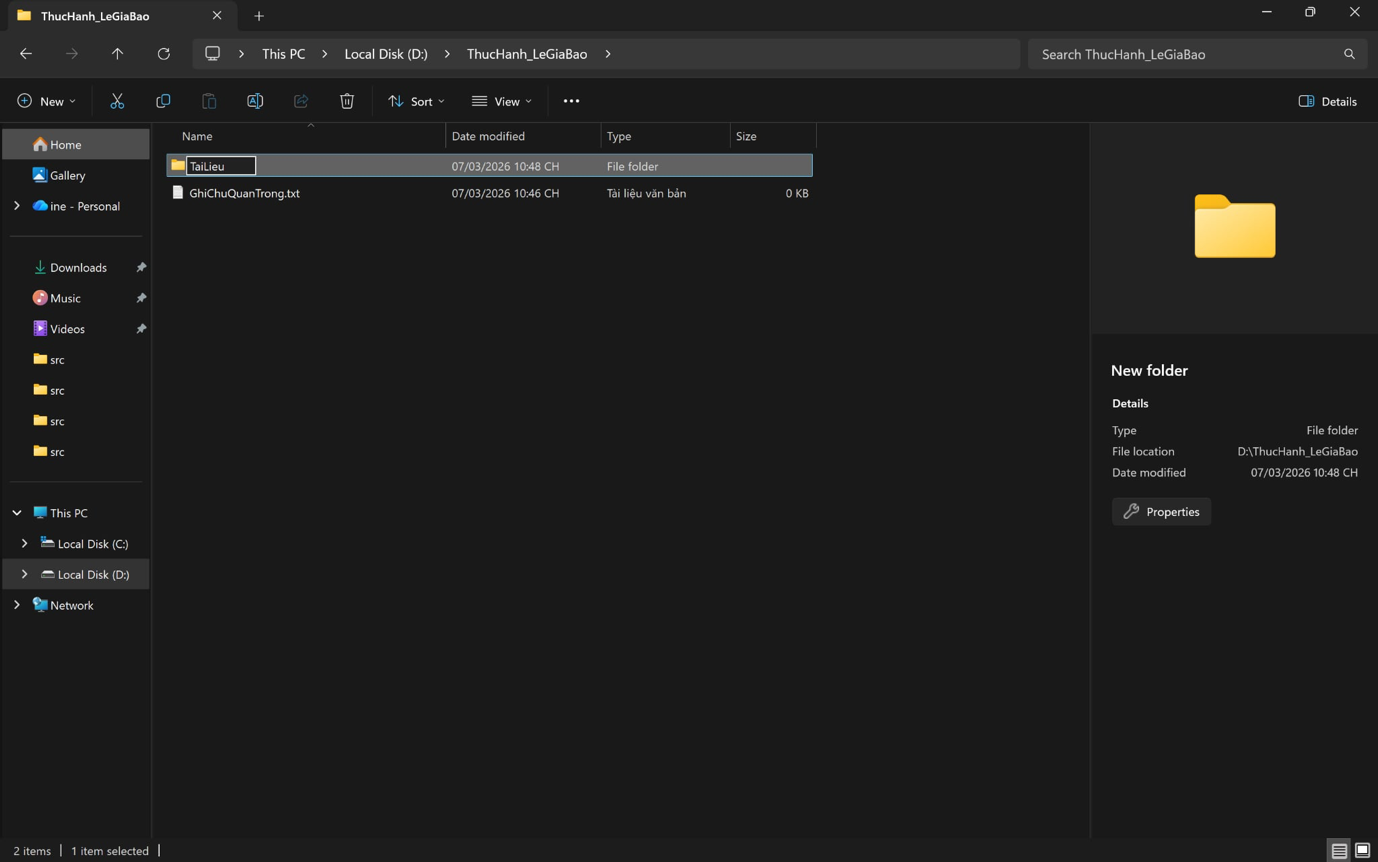 ThucHanh_LeGiaBao
This PC
Local Disk (D:)
ThucHanh_LeGiaBao
Search ThucHanh_LeGiaBao
New
Sort
View
Details
Home
Gallery
ine - Personal
Downloads
Music
Videos
src
src
src
src
This PC
Local Disk (C:)
Local Disk (D:)
Network
Name Date modified Type Size
TaiLieu 07/03/2026 10:48 CH File folder
GhiChuQuanTrong.txt 07/03/2026 10:46 CH Tài liệu văn bản 0 KB
New folder
Details
Type File folder
File location D:\ThucHanh_LeGiaBao
Date modified 07/03/2026 10:48 CH
Properties
2 items 1 item selected